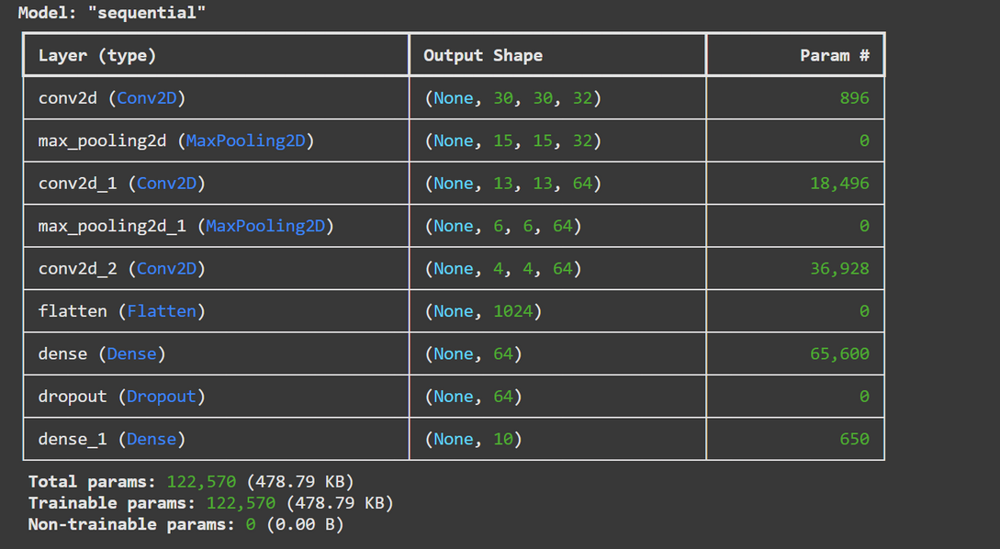 Model: "sequential"
Layer (type) Output Shape Param #
conv2d (Conv2D) (None, 30, 30, 32) 896
max_pooling2d (MaxPooling2D) (None, 15, 15, 32) 0
conv2d_1 (Conv2D) (None, 13, 13, 64) 18,496
max_pooling2d_1 (MaxPooling2D) (None, 6, 6, 64) 0
conv2d_2 (Conv2D) (None, 4, 4, 64) 36,928
flatten (Flatten) (None, 1024) 0
dense (Dense) (None, 64) 65,600
dropout (Dropout) (None, 64) 0
dense_1 (Dense) (None, 10) 650
Total params: 122,570 (478.79 KB)
Trainable params: 122,570 (478.79 KB)
Non-trainable params: 0 (0.00 B)